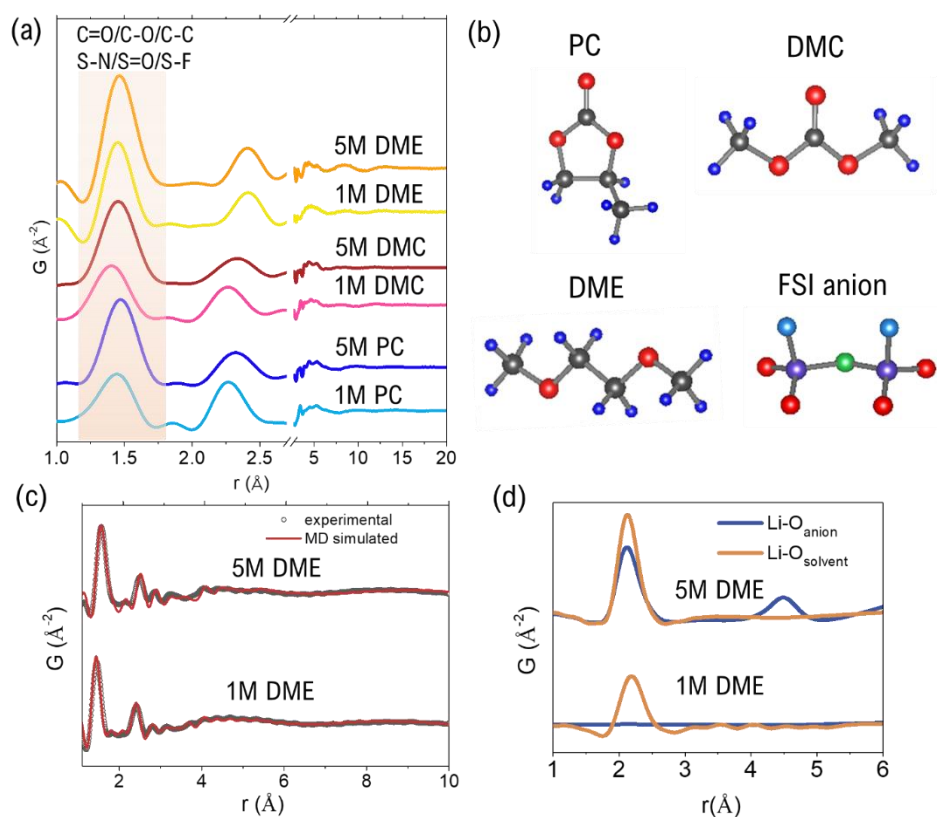 (a)
C=O/C-O/C-C
S-N/S=O/S-F
5M DME
1M DME
5M DMC
1M DMC
5M PC
1M PC
G (Å⁻²)
1.0 1.5 2.0 2.5 5 10 15 20
r (Å)
(b)
PC
DMC
DME
FSI anion
(c)
experimental
MD simulated
5M DME
1M DME
G (Å⁻²)
2 4 6 8 10
r (Å)
(d)
Li-Oanion
Li-Osolvent
5M DME
1M DME
G (Å⁻²)
1 2 3 4 5 6
r(Å)